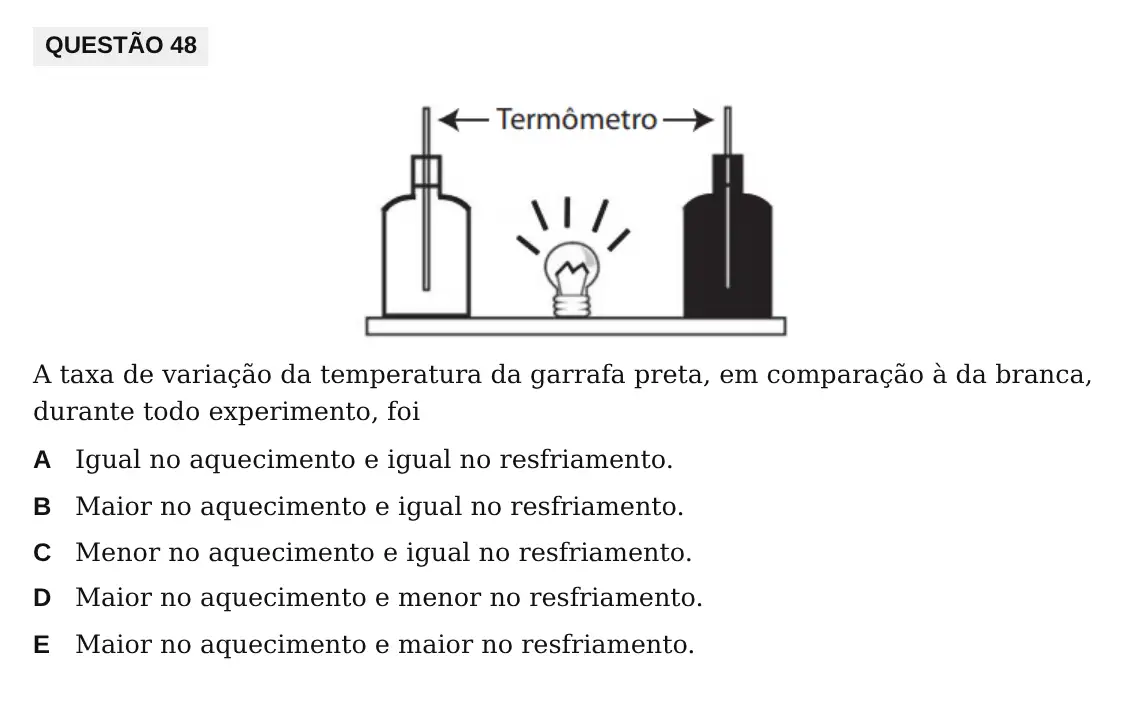 QUESTÃO 48
Termômetro
A taxa de variação da temperatura da garrafa preta, em comparação à da branca,
durante todo experimento, foi
A Igual no aquecimento e igual no resfriamento.
B Maior no aquecimento e igual no resfriamento.
C Menor no aquecimento e igual no resfriamento.
D Maior no aquecimento e menor no resfriamento.
E Maior no aquecimento e maior no resfriamento.